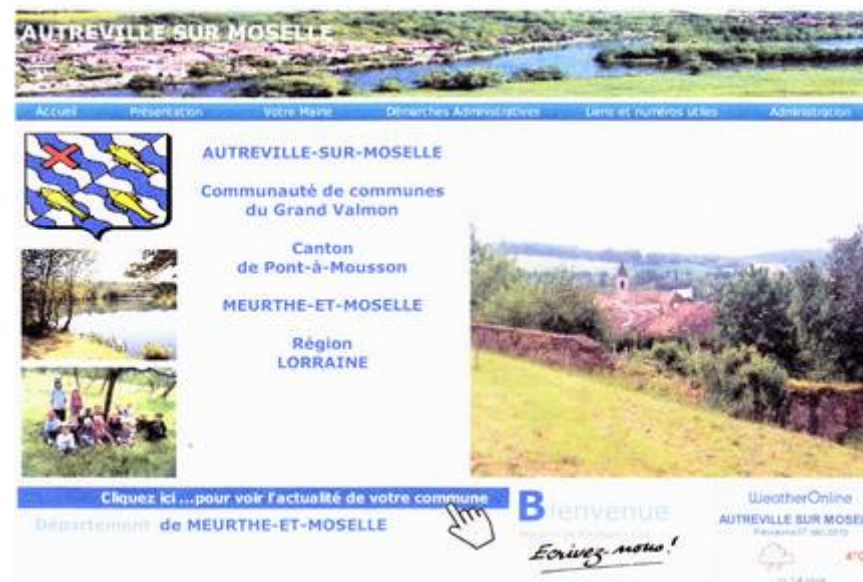 AUTREVILLE SUR MOSELLE
Accueil Présentation Votre Mairie Démarches Administratives Liens et numéros utiles Administration
AUTREVILLE-SUR-MOSELLE
Communauté de communes
du Grand Valmon
Canton
de Pont-à-Mousson
MEURTHE-ET-MOSELLE
Région
LORRAINE
Cliquez ici ...pour voir l'actualité de votre commune
Département de MEURTHE-ET-MOSELLE
Bienvenue
Ecrivez-nous!
WeatherOnline
AUTREVILLE SUR MOSE
4°C